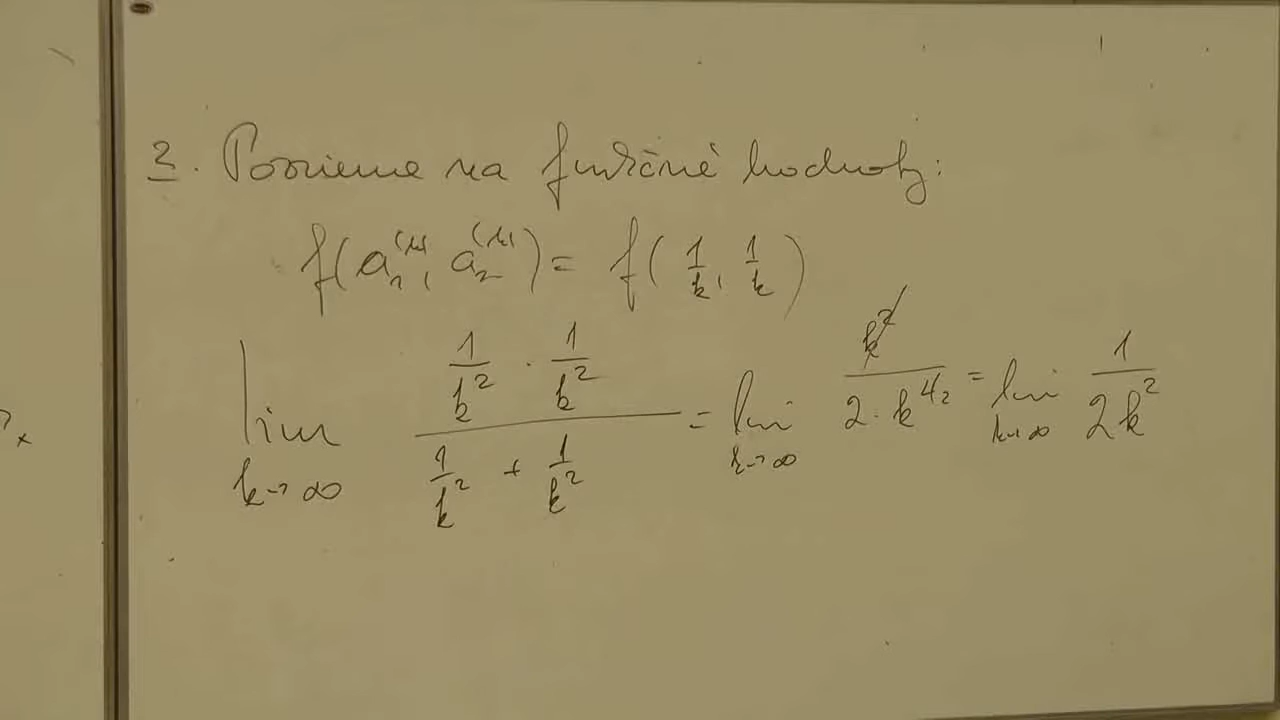 2. Pozrieme na funkčné hodnoty:
f(a₁⁽ᵏ⁾, a₂⁽ᵏ⁾) = f(1/k, 1/k)
lim k→∞ (1/k² · 1/k²)/(1/k² + 1/k²) = lim k→∞ k²/(2·k⁴ ²) = lim k→∞ 1/(2k²)